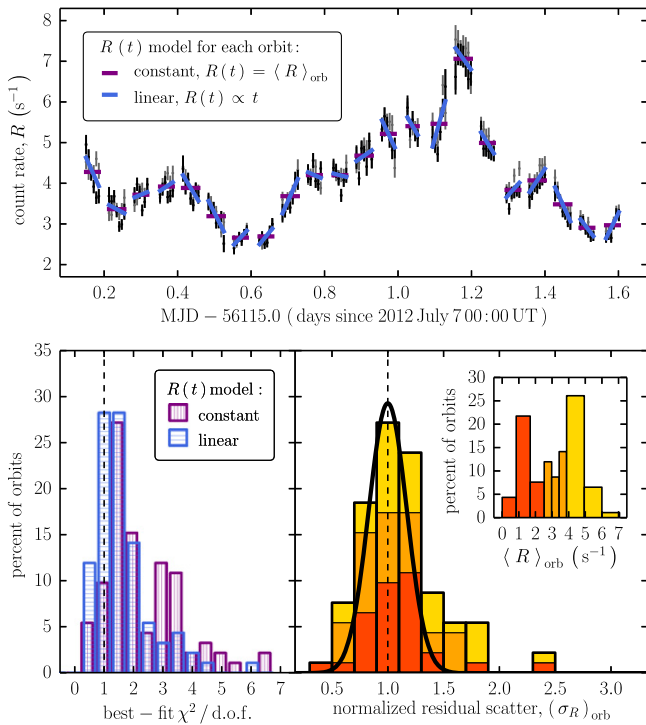 8
7
6
5
4
3
2
count rate, R (s⁻¹)
R (t) model for each orbit:
constant, R(t) = ⟨ R ⟩orb
linear, R(t) ∝ t
0.2 0.4 0.6 0.8 1.0 1.2 1.4 1.6
MJD − 56115.0 (days since 2012 July 7 00:00 UT)
35
30
25
20
15
10
5
0
percent of orbits
R(t) model:
constant
linear
0 1 2 3 4 5 6 7
best − fit χ² / d.o.f.
30
25
20
15
10
5
0
percent of orbits
0 1 2 3 4 5 6 7
⟨ R ⟩orb (s⁻¹)
0.5 1.0 1.5 2.0 2.5 3.0
normalized residual scatter, (σR)orb